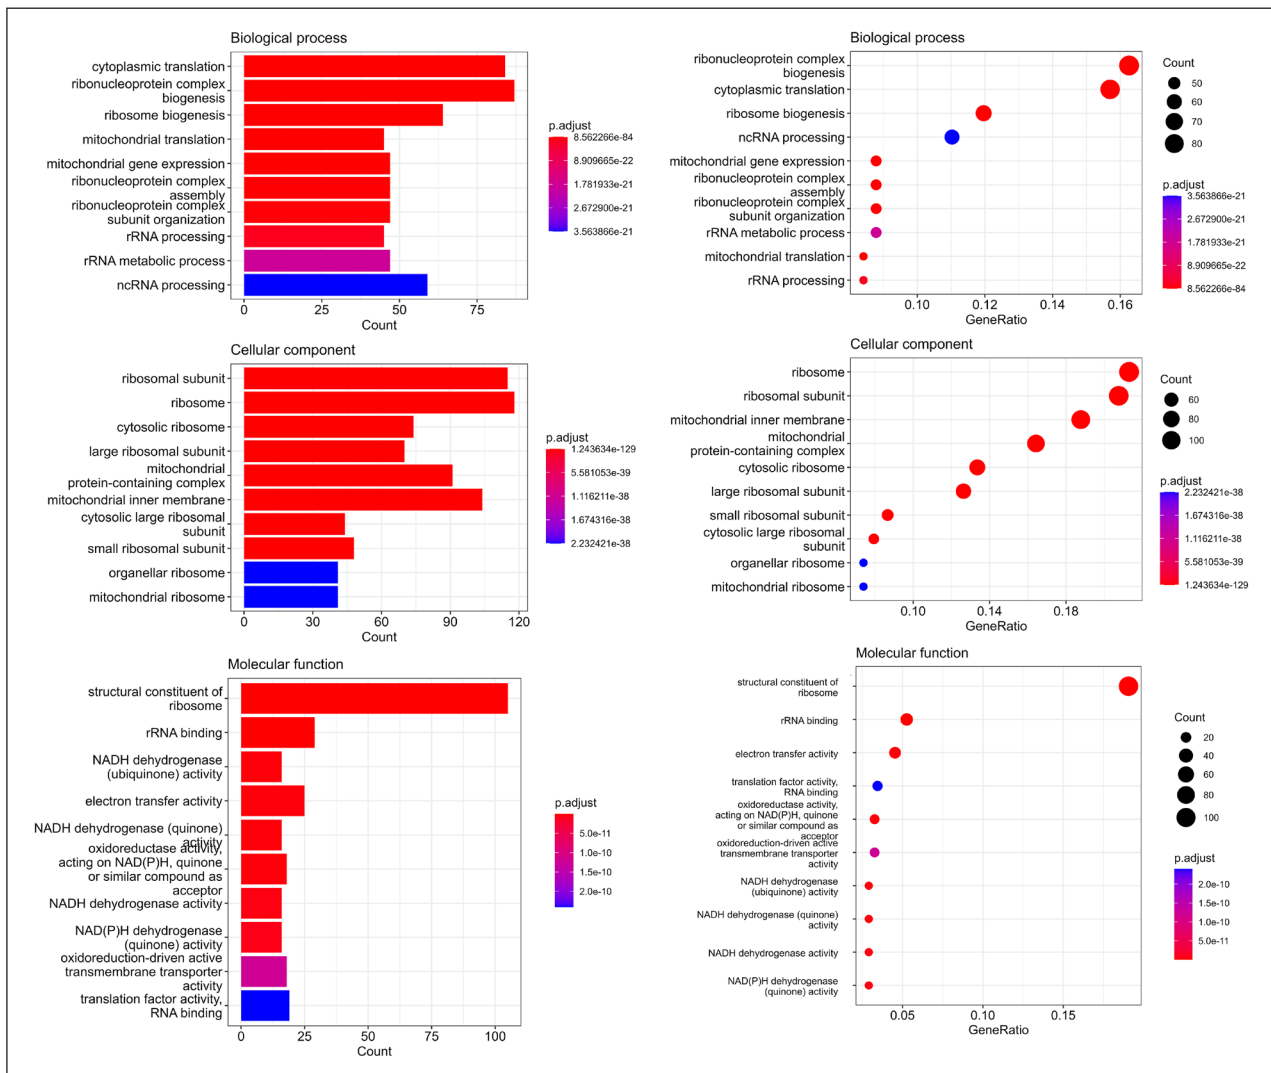 Biological process
cytoplasmic translation
ribonucleoprotein complex
biogenesis
ribosome biogenesis
mitochondrial translation
mitochondrial gene expression
ribonucleoprotein complex
assembly
ribonucleoprotein complex
subunit organization
rRNA processing
rRNA metabolic process
ncRNA processing
0 25 50 75
Count
p.adjust
8.562266e-84
8.909665e-22
1.781933e-21
2.672900e-21
3.563866e-21
Biological process
ribonucleoprotein complex
biogenesis
cytoplasmic translation
ribosome biogenesis
ncRNA processing
mitochondrial gene expression
ribonucleoprotein complex
assembly
ribonucleoprotein complex
subunit organization
rRNA metabolic process
mitochondrial translation
rRNA processing
0.10 0.12 0.14 0.16
GeneRatio
Count
50
60
70
80
p.adjust
3.563866e-21
2.672900e-21
1.781933e-21
8.909665e-22
8.562266e-84
Cellular component
ribosomal subunit
ribosome
cytosolic ribosome
large ribosomal subunit
mitochondrial
protein-containing complex
mitochondrial inner membrane
cytosolic large ribosomal
subunit
small ribosomal subunit
organellar ribosome
mitochondrial ribosome
0 30 60 90 120
Count
p.adjust
1.243634e-129
5.581053e-39
1.116211e-38
1.674316e-38
2.232421e-38
Cellular component
ribosome
ribosomal subunit
mitochondrial inner membrane
mitochondrial
protein-containing complex
cytosolic ribosome
large ribosomal subunit
small ribosomal subunit
cytosolic large ribosomal
subunit
organellar ribosome
mitochondrial ribosome
0.10 0.14 0.18
GeneRatio
Count
60
80
100
p.adjust
2.232421e-38
1.674316e-38
1.116211e-38
5.581053e-39
1.243634e-129
Molecular function
structural constituent of
ribosome
rRNA binding
NADH dehydrogenase
(ubiquinone) activity
electron transfer activity
NADH dehydrogenase (quinone)
activity
oxidoreductase activity,
acting on NAD(P)H, quinone
or similar compound as
acceptor
NADH dehydrogenase activity
NAD(P)H dehydrogenase
(quinone) activity
oxidoreduction-driven active
transmembrane transporter
activity
translation factor activity,
RNA binding
0 25 50 75 100
Count
p.adjust
5.0e-11
1.0e-10
1.5e-10
2.0e-10
Molecular function
structural constituent of
ribosome
rRNA binding
electron transfer activity
translation factor activity,
RNA binding
oxidoreductase activity,
acting on NAD(P)H, quinone
or similar compound as
acceptor
oxidoreduction-driven active
transmembrane transporter
activity
NADH dehydrogenase
(ubiquinone) activity
NADH dehydrogenase (quinone)
activity
NADH dehydrogenase activity
NAD(P)H dehydrogenase
(quinone) activity
0.05 0.10 0.15
GeneRatio
Count
20
40
60
80
100
p.adjust
2.0e-10
1.5e-10
1.0e-10
5.0e-11